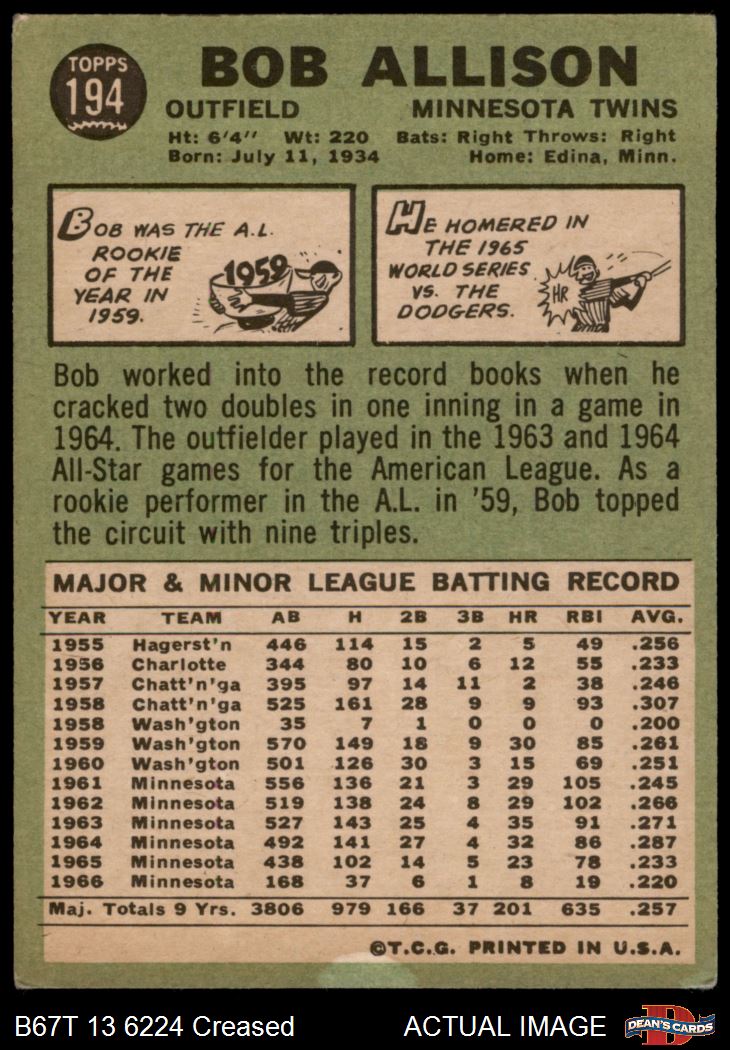 TOPPS
194
BOB ALLISON
OUTFIELD MINNESOTA TWINS
Ht: 6'4" Wt: 220 Bats: Right Throws: Right
Born: July 11, 1934 Home: Edina, Minn.
BOB WAS THE A.L.
ROOKIE
OF THE
YEAR IN
1959.
1959
HE HOMERED IN
THE 1965
WORLD SERIES
VS. THE
DODGERS.
HR
Bob worked into the record books when he
cracked two doubles in one inning in a game in
1964. The outfielder played in the 1963 and 1964
All-Star games for the American League. As a
rookie performer in the A.L. in '59, Bob topped
the circuit with nine triples.
MAJOR & MINOR LEAGUE BATTING RECORD
YEAR TEAM AB H 2B 3B HR RBI AVG.
1955 Hagerst'n 446 114 15 2 5 49 .256
1956 Charlotte 344 80 10 6 12 55 .233
1957 Chatt'n'ga 395 97 14 11 2 38 .246
1958 Chatt'n'ga 525 161 28 9 9 93 .307
1958 Wash'gton 35 7 1 0 0 0 .200
1959 Wash'gton 570 149 18 9 30 85 .261
1960 Wash'gton 501 126 30 3 15 69 .251
1961 Minnesota 556 136 21 3 29 105 .245
1962 Minnesota 519 138 24 8 29 102 .266
1963 Minnesota 527 143 25 4 35 91 .271
1964 Minnesota 492 141 27 4 32 86 .287
1965 Minnesota 438 102 14 5 23 78 .233
1966 Minnesota 168 37 6 1 8 19 .220
Maj. Totals 9 Yrs. 3806 979 166 37 201 635 .257
©T.C.G. PRINTED IN U.S.A.
B67T 13 6224 Creased ACTUAL IMAGE
D
DEAN'S CARDS